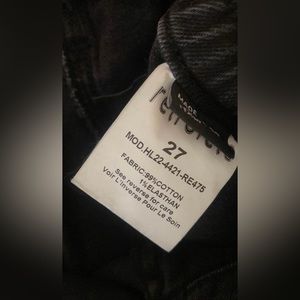 27
MOD.HL22-4421-RE475
FABRIC:99%COTTON
1%ELASTHAN
See reverse for care
Voir L'inverse Pour Le Soin
MADE